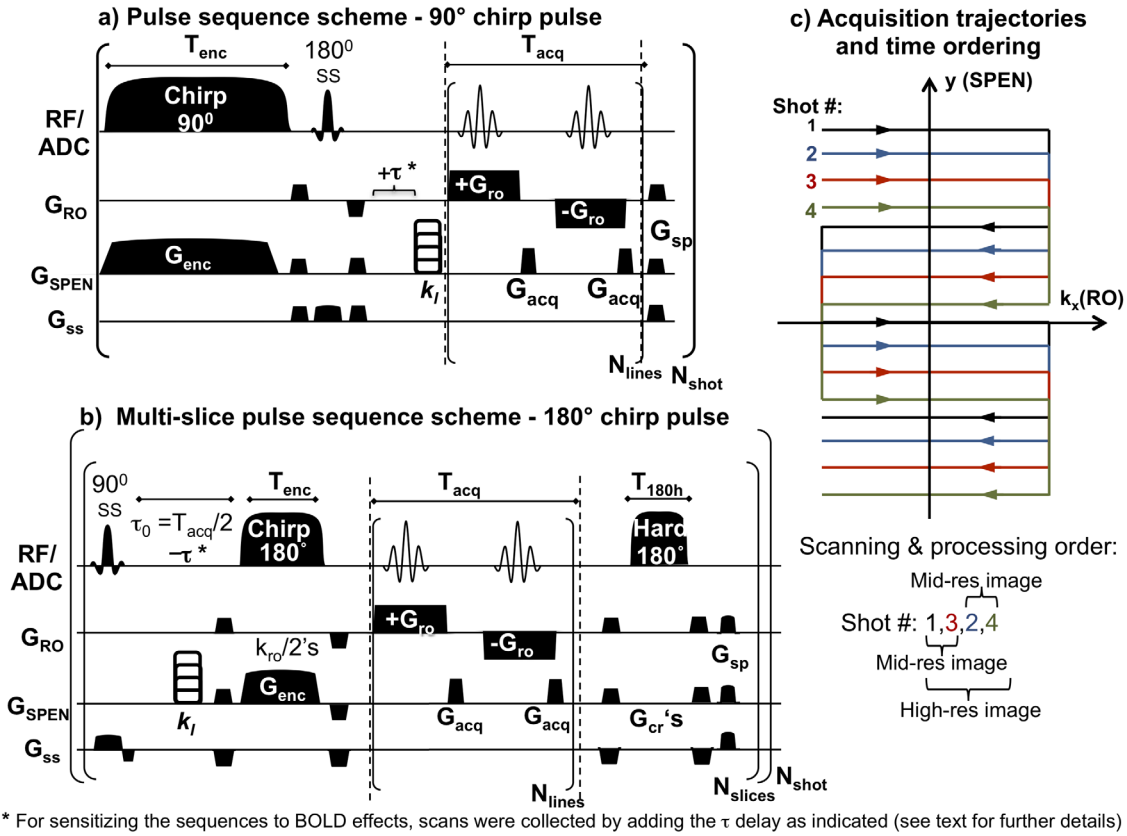 a) Pulse sequence scheme - 90° chirp pulse
T_enc
180⁰
SS
T_acq
Chirp
90⁰
RF/
ADC
+τ *
+G_ro
-G_ro
G_RO
G_sp
G_enc
G_SPEN
k_l
G_acq
G_acq
G_ss
N_lines
N_shot
b) Multi-slice pulse sequence scheme - 180° chirp pulse
90⁰
SS
T_enc
T_acq
T_180h
τ₀ =T_acq/2
–τ *
Chirp
180°
Hard
180°
RF/
ADC
+G_ro
-G_ro
G_RO
k_ro/2's
G_sp
G_enc
G_SPEN
k_l
G_acq
G_acq
G_cr‘s
G_ss
N_lines
N_slices
N_shot
c) Acquisition trajectories
and time ordering
y (SPEN)
Shot #:
1
2
3
4
k_x(RO)
Scanning & processing order:
Mid-res image
Shot #: 1,3,2,4
Mid-res image
High-res image
* For sensitizing the sequences to BOLD effects, scans were collected by adding the τ delay as indicated (see text for further details)